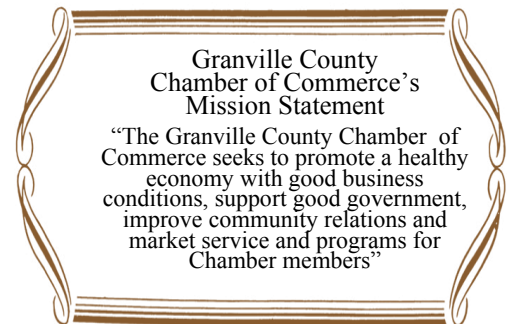 Granville County
Chamber of Commerce’s
Mission Statement
“The Granville County Chamber  of
Commerce seeks to promote a healthy
economy with good business
conditions, support good government,
improve community relations and
market service and programs for
Chamber members”